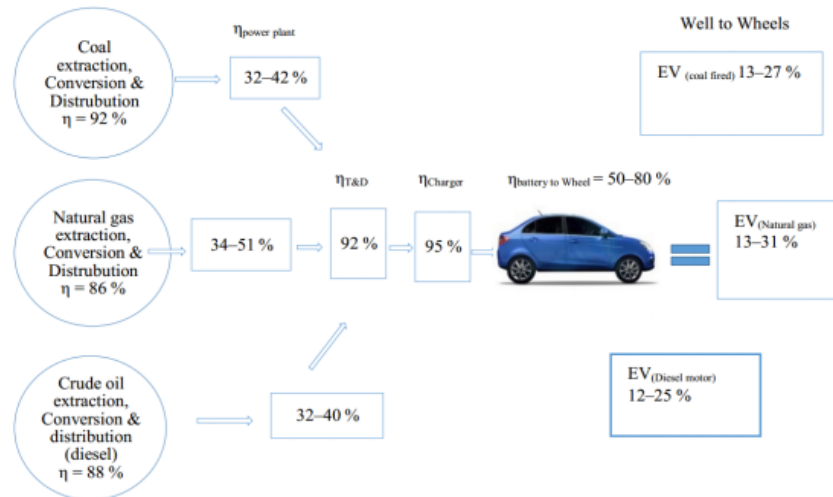 Well to Wheels
Coal
extraction,
Conversion &
Distrubution
η = 92 %
ηpower plant
32–42 %
EV (coal fired) 13–27 %
Natural gas
extraction,
Conversion &
Distrubution
η = 86 %
34–51 %
ηT&D
92 %
ηCharger
95 %
ηbattery to Wheel = 50–80 %
EV(Natural gas)
13–31 %
Crude oil
extraction,
Conversion &
distribution
(diesel)
η = 88 %
32–40 %
EV(Diesel motor)
12–25 %